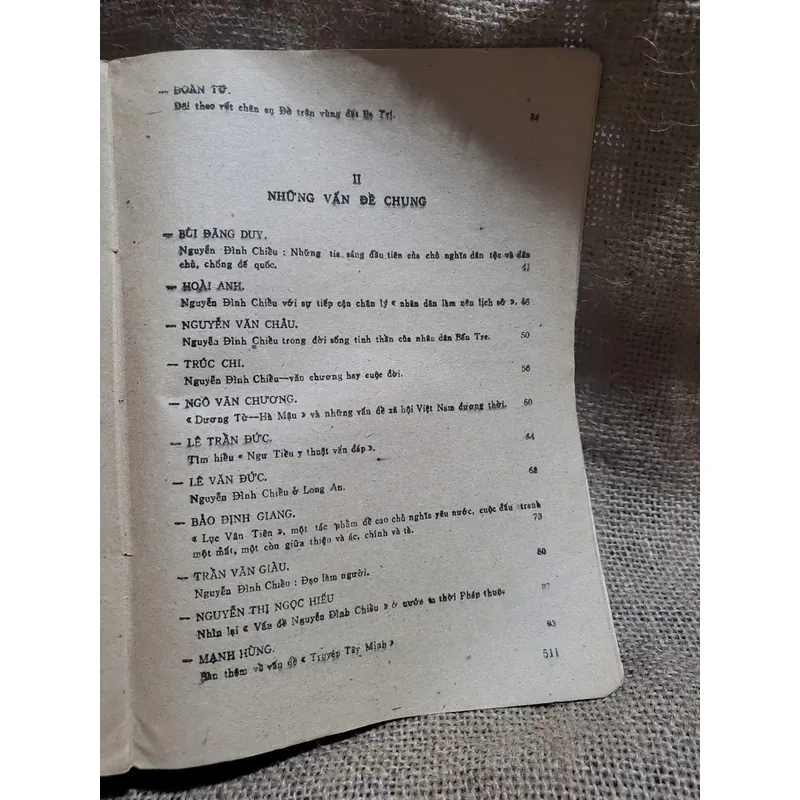 — ĐOÀN TỨ.
Dõi theo vết chân cụ Đồ trên vùng đất Ba Tri. 34
II
NHỮNG VẤN ĐỀ CHUNG
— BÙI ĐĂNG DUY.
Nguyễn Đình Chiểu : Những tia sáng đầu tiên của chủ nghĩa dân tộc và dân
chủ, chống đế quốc. 41
— HOÀI ANH.
Nguyễn Đình Chiểu với sự tiếp cận chân lý « nhân dân làm nên lịch sử ». 46
— NGUYỄN VĂN CHÂU.
Nguyễn Đình Chiểu trong đời sống tinh thần của nhân dân Bến Tre. 50
— TRÚC CHI.
Nguyễn Đình Chiểu—văn chương hay cuộc đời. 56
— NGÔ VĂN CHƯƠNG.
« Dương Từ—Hà Mậu » và những vấn đề xã hội Việt Nam đương thời. 60
— LÊ TRẦN ĐỨC.
Tìm hiểu « Ngư Tiều y thuật vấn đáp ». 64
— LÊ VĂN ĐỨC.
Nguyễn Đình Chiểu ở Long An. 68
— BẢO ĐỊNH GIANG.
« Lục Vân Tiên », một tác phẩm đề cao chủ nghĩa yêu nước, cuộc đấu tranh
một mất, một còn giữa thiện và ác, chính và tà. 73
— TRẦN VĂN GIÀU. 80
Nguyễn Đình Chiểu : Đạo làm người.
— NGUYỄN THỊ NGỌC HIẾU
Nhìn lại « Vấn đề Nguyễn Đình Chiểu » ở nước ta thời Pháp thuộc. 87
— MẠNH HÙNG. 93
Bàn thêm về vấn đề « Truyện Tây Minh »
511